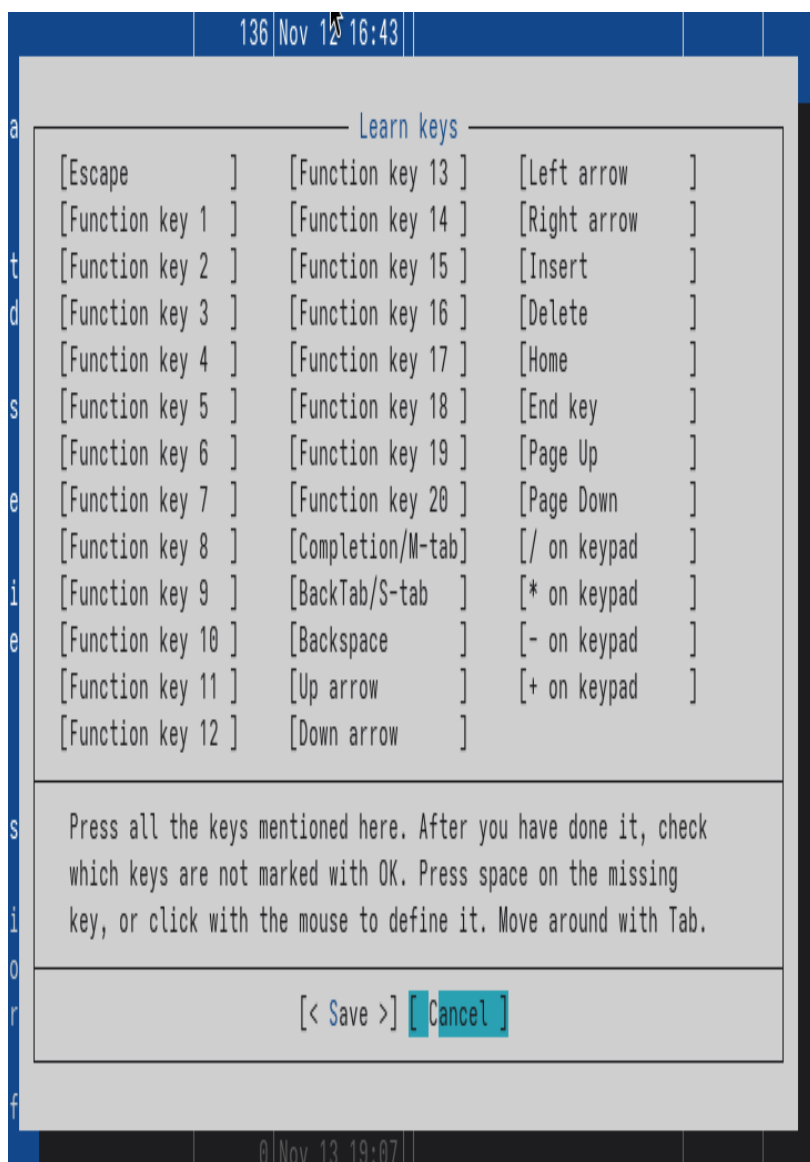 136 Nov 12 16:43
Learn keys
[Escape ] [Function key 13 ] [Left arrow ]
[Function key 1 ] [Function key 14 ] [Right arrow ]
[Function key 2 ] [Function key 15 ] [Insert ]
[Function key 3 ] [Function key 16 ] [Delete ]
[Function key 4 ] [Function key 17 ] [Home ]
[Function key 5 ] [Function key 18 ] [End key ]
[Function key 6 ] [Function key 19 ] [Page Up ]
[Function key 7 ] [Function key 20 ] [Page Down ]
[Function key 8 ] [Completion/M-tab] [/ on keypad ]
[Function key 9 ] [BackTab/S-tab ] [* on keypad ]
[Function key 10 ] [Backspace ] [- on keypad ]
[Function key 11 ] [Up arrow ] [+ on keypad ]
[Function key 12 ] [Down arrow ]
Press all the keys mentioned here. After you have done it, check
which keys are not marked with OK. Press space on the missing
key, or click with the mouse to define it. Move around with Tab.
[< Save >] [ Cancel ]
0 Nov 13 19:07